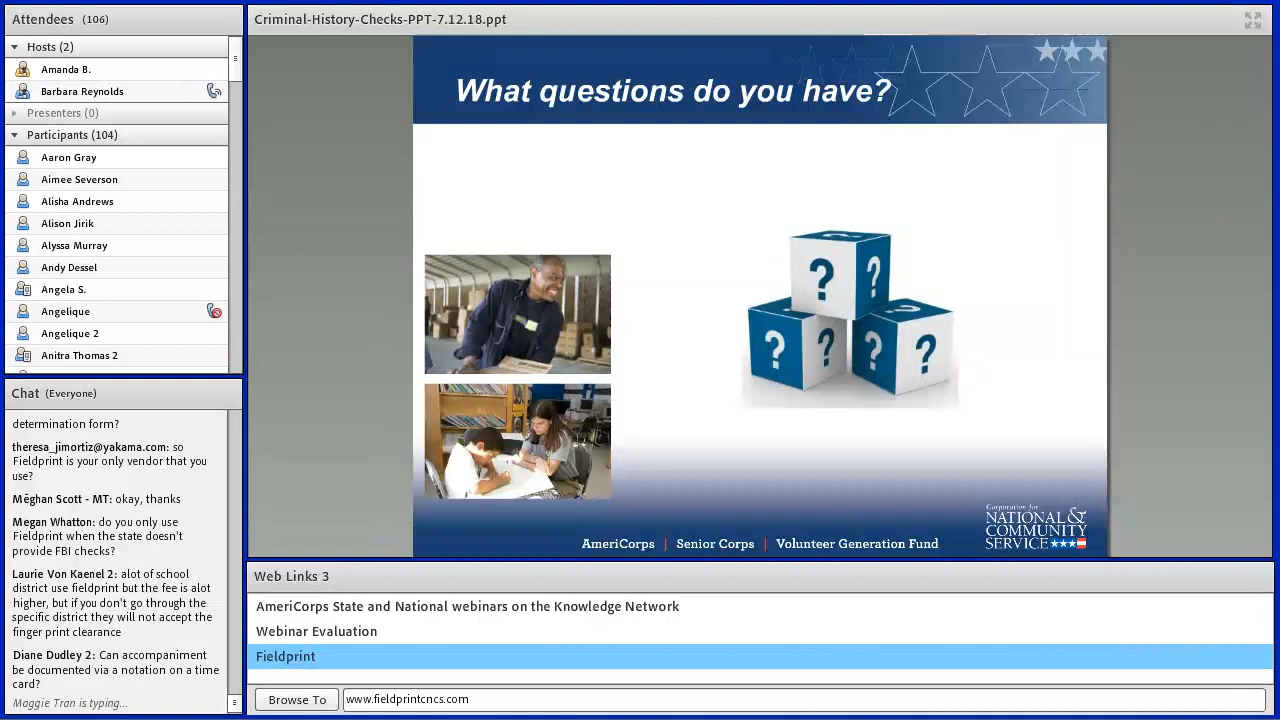 Attendees (106)
Hosts (2)
Amanda B.
Barbara Reynolds
Presenters (0)
Participants (104)
Aaron Gray
Aimee Severson
Alisha Andrews
Alison Jirik
Alyssa Murray
Andy Dessel
Angela S.
Angelique
Angelique 2
Anitra Thomas 2
Chat (Everyone)
determination form?
theresa_jimortiz@yakama.com: so
Fieldprint is your only vendor that you
use?
Mēghan Scott - MT: okay, thanks
Megan Whatton: do you only use
Fieldprint when the state doesn't
provide FBI checks?
Laurie Von Kaenel 2: alot of school
district use fieldprint but the fee is alot
higher, but if you don't go through the
specific district they will not accept the
finger print clearance
Diane Dudley 2: Can accompaniment
be documented via a notation on a time
card?
Maggie Tran is typing...
Criminal-History-Checks-PPT-7.12.18.ppt
What questions do you have?
? ?
? ? ? ?
Corporation for
NATIONAL &
COMMUNITY
SERVICE
AmeriCorps | Senior Corps | Volunteer Generation Fund
Web Links 3
AmeriCorps State and National webinars on the Knowledge Network
Webinar Evaluation
Fieldprint
Browse To www.fieldprintcncs.com